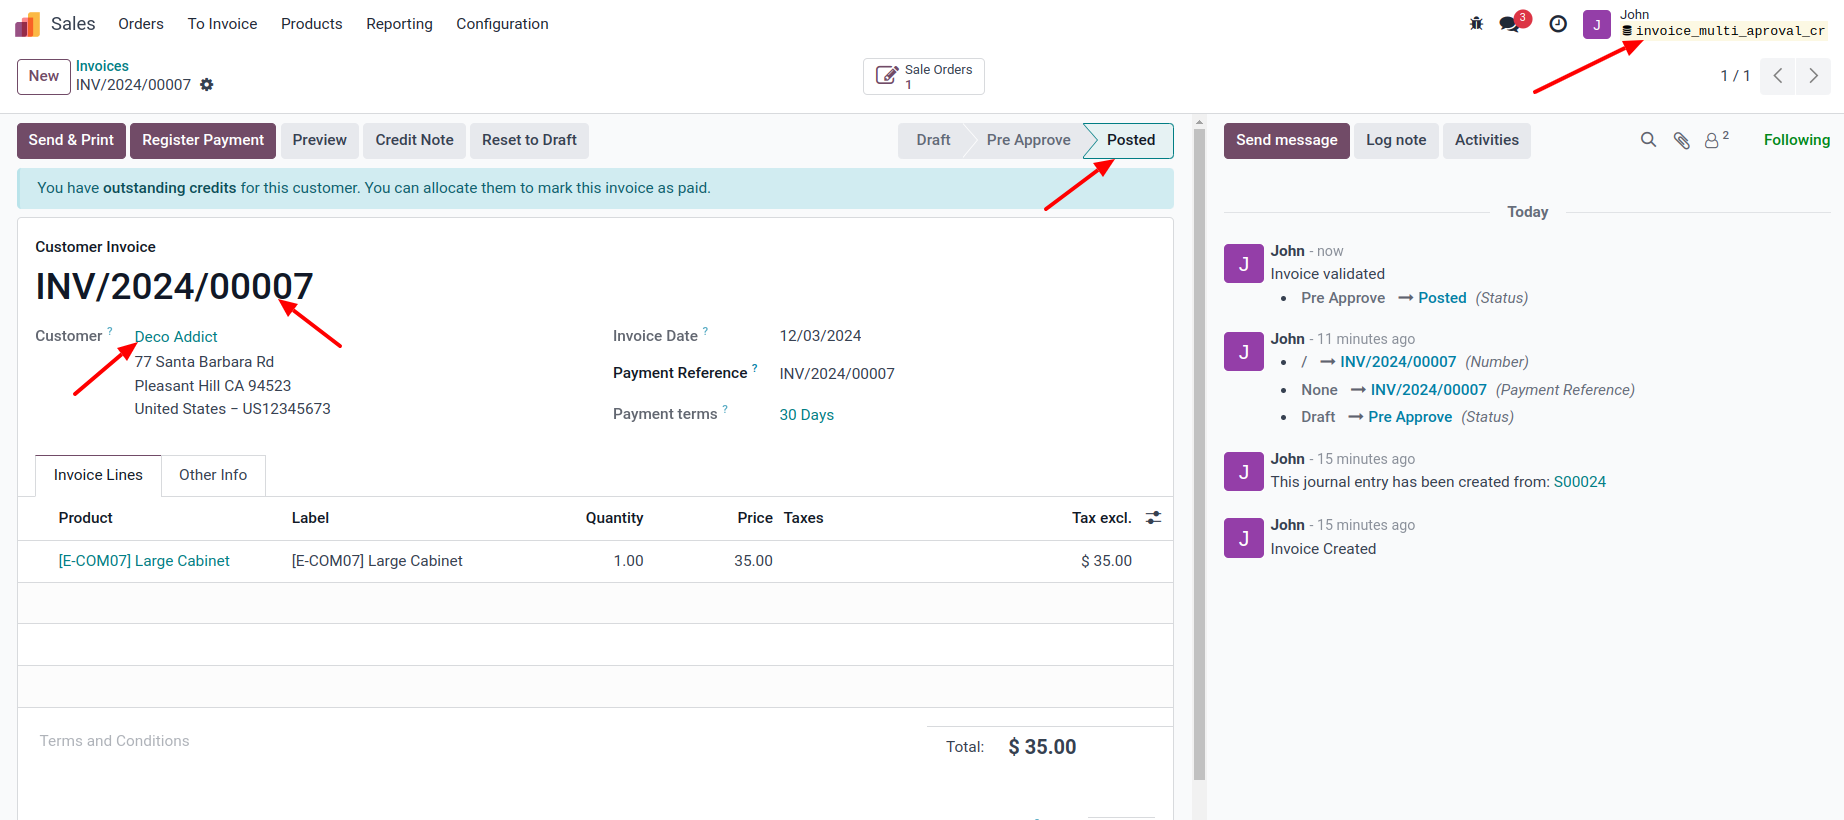 Sales Orders To Invoice Products Reporting Configuration
3
J
John
invoice_multi_aproval_cr
New
Invoices
INV/2024/00007
Sale Orders
1
1 / 1
Send & Print Register Payment Preview Credit Note Reset to Draft
Draft Pre Approve Posted
Send message Log note Activities
2
Following
You have outstanding credits for this customer. You can allocate them to mark this invoice as paid.
Customer Invoice
INV/2024/00007
Customer ?
Deco Addict
77 Santa Barbara Rd
Pleasant Hill CA 94523
United States – US12345673
Invoice Date ? 12/03/2024
Payment Reference ? INV/2024/00007
Payment terms ? 30 Days
Invoice Lines Other Info
Product Label Quantity Price Taxes Tax excl.
[E-COM07] Large Cabinet [E-COM07] Large Cabinet 1.00 35.00 $ 35.00
Terms and Conditions
Total: $ 35.00
Today
J
John - now
Invoice validated
• Pre Approve → Posted (Status)
J
John - 11 minutes ago
• / → INV/2024/00007 (Number)
• None → INV/2024/00007 (Payment Reference)
• Draft → Pre Approve (Status)
J
John - 15 minutes ago
This journal entry has been created from: S00024
J
John - 15 minutes ago
Invoice Created